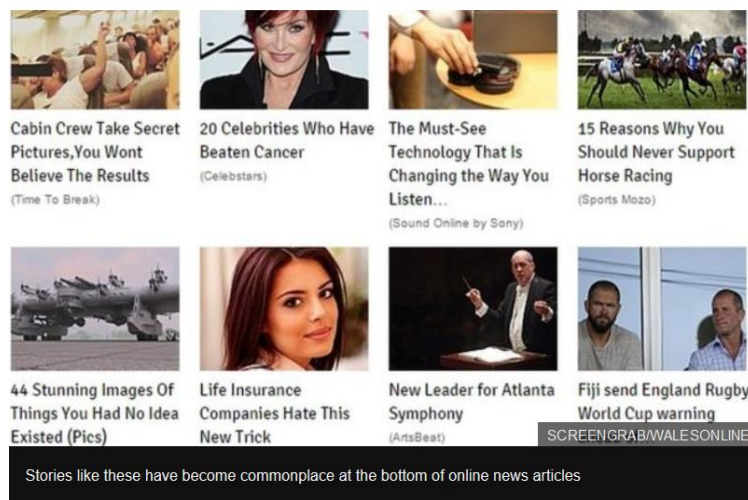 Cabin Crew Take Secret
Pictures,You Wont
Believe The Results
(Time To Break)
20 Celebrities Who Have
Beaten Cancer
(Celebstars)
The Must-See
Technology That Is
Changing the Way You
Listen…
(Sound Online by Sony)
15 Reasons Why You
Should Never Support
Horse Racing
(Sports Mozo)
44 Stunning Images Of
Things You Had No Idea
Existed (Pics)
Life Insurance
Companies Hate This
New Trick
New Leader for Atlanta
Symphony
(ArtsBeat)
Fiji send England Rugby
World Cup warning
SCREENGRAB/WALESONLINE
Stories like these have become commonplace at the bottom of online news articles